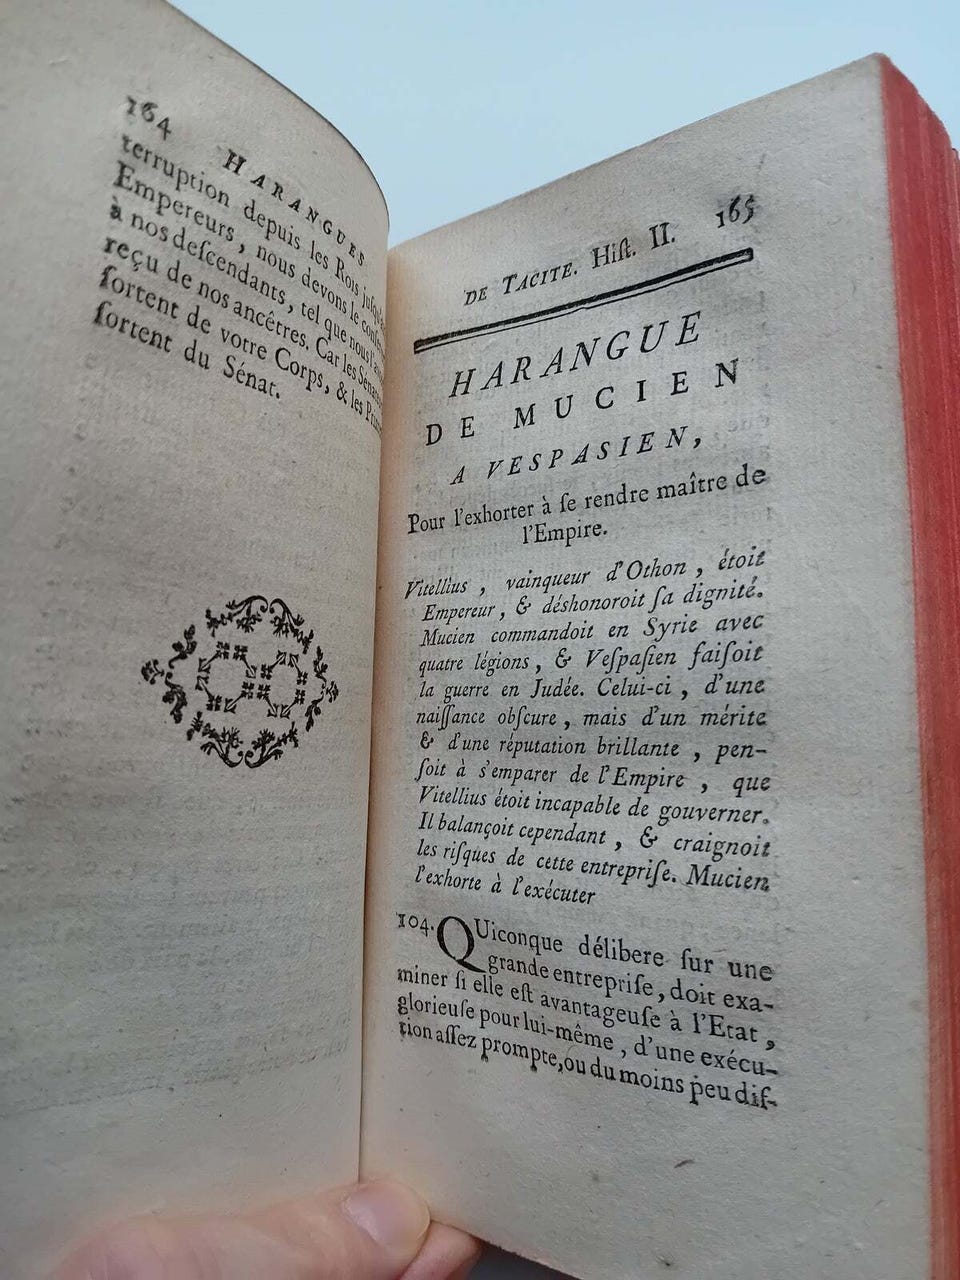 164
HARANGUES
terruption depuis les Rois juſqu'aux
Empereurs, nous devons le
à nos deſcendants, tel que nous l'avons
reçu de nos ancêtres. Car les Sénateurs
ſortent de votre Corps, & les
ſortent du Sénat.
DE TACITE. Hiſt. II. 165
HARANGUE
DE MUCIEN
A VESPASIEN,
Pour l'exhorter à ſe rendre maître de
l'Empire.
Vitellius, vainqueur d'Othon, étoit
Empereur, & déshonoroit ſa dignité.
Mucien commandoit en Syrie avec
quatre légions, & Veſpaſien faiſoit
la guerre en Judée. Celui-ci, d'une
naiſſance obſcure, mais d'un mérite
& d'une réputation brillante, pen-
ſoit à s'emparer de l'Empire, que
Vitellius étoit incapable de gouverner.
Il balançoit cependant, & craignoit
les riſques de cette entrepriſe. Mucien
l'exhorte à l'exécuter
104. QUiconque délibere ſur une
grande entrepriſe, doit exa-
miner ſi elle eſt avantageuſe à l'Etat,
glorieuſe pour lui-même, d'une exécu-
tion aſſez prompte, ou du moins peu dif-